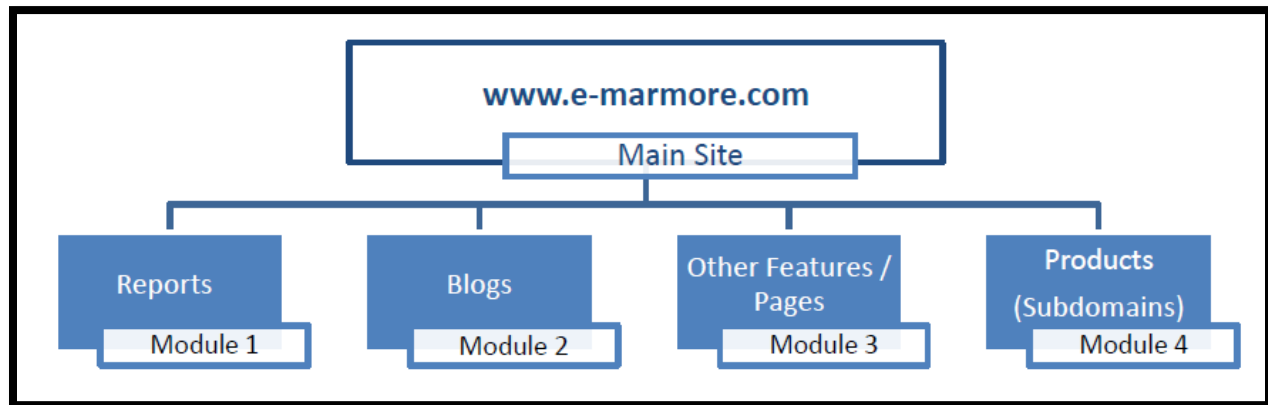 www.e-marmore.com
Main Site
Reports
Module 1
Blogs
Module 2
Other Features /
Pages
Module 3
Products
(Subdomains)
Module 4